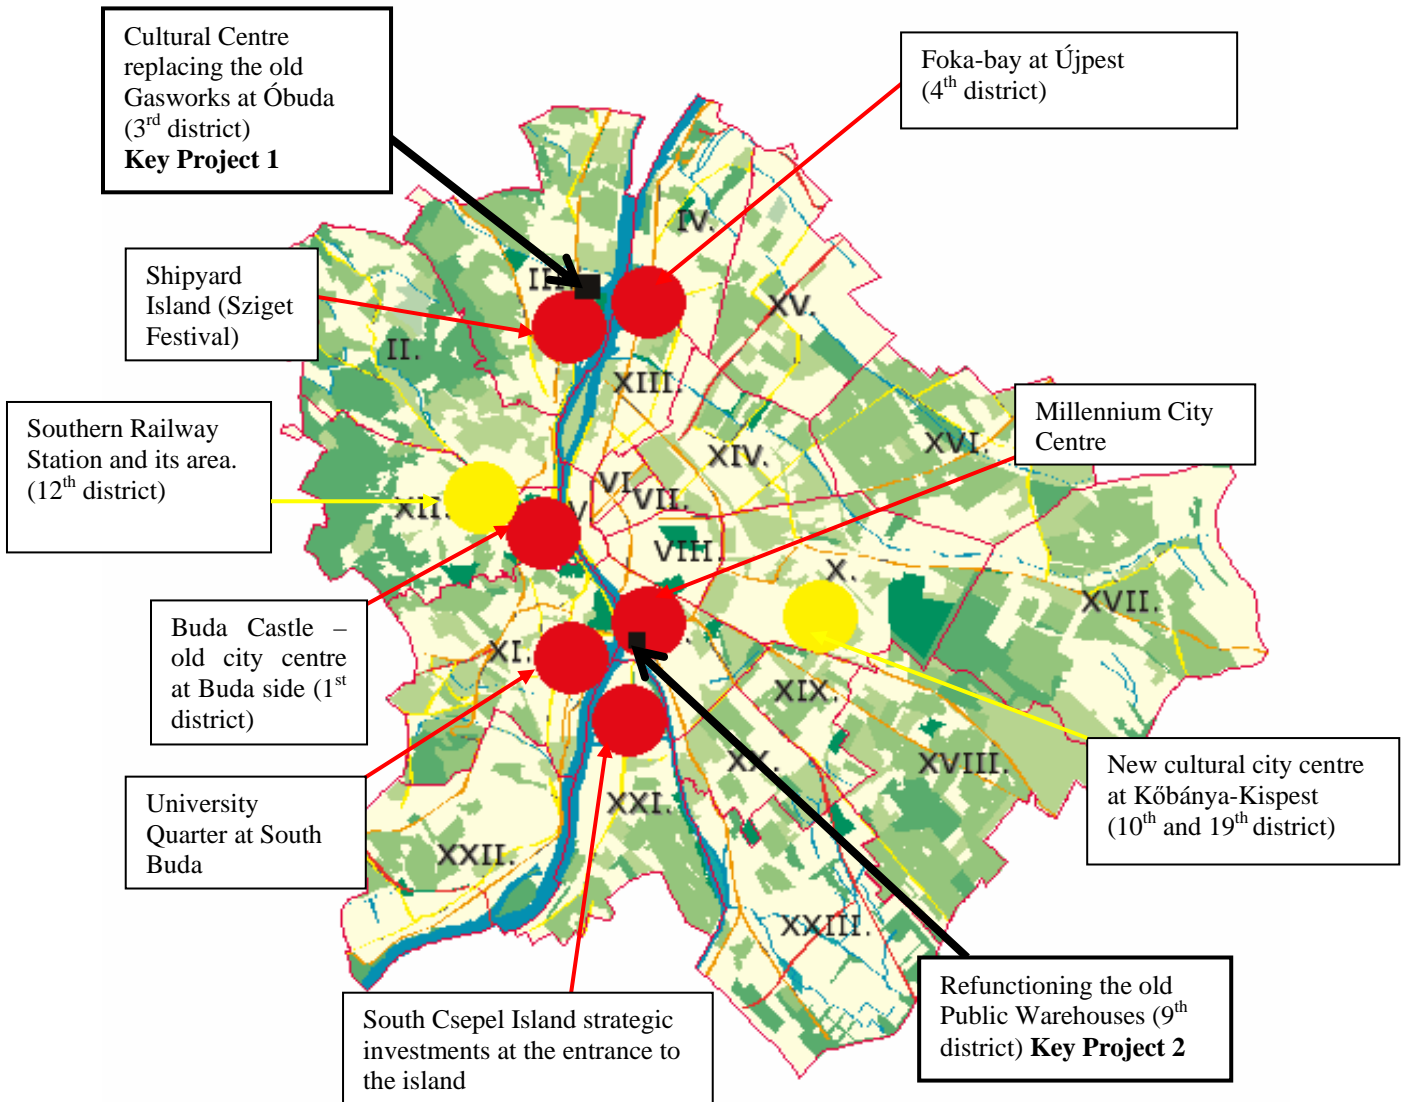 Cultural Centre
replacing the old
Gasworks at Óbuda
(3rd district)
Key Project 1
Foka-bay at Újpest
(4th district)
Shipyard
Island (Sziget
Festival)
Southern Railway
Station and its area.
(12th district)
Millennium City
Centre
Buda Castle –
old city centre
at Buda side (1st
district)
University
Quarter at South
Buda
South Csepel Island strategic
investments at the entrance to
the island
New cultural city centre
at Kőbánya-Kispest
(10th and 19th district)
Refunctioning the old
Public Warehouses (9th
district) Key Project 2
IV.
II.
XV.
XIII.
XVI.
XIV.
VI
VII.
VIII.
X.
XVII.
XI.
XIX.
XX.
XVIII.
XXI.
XXII.
XXIII.